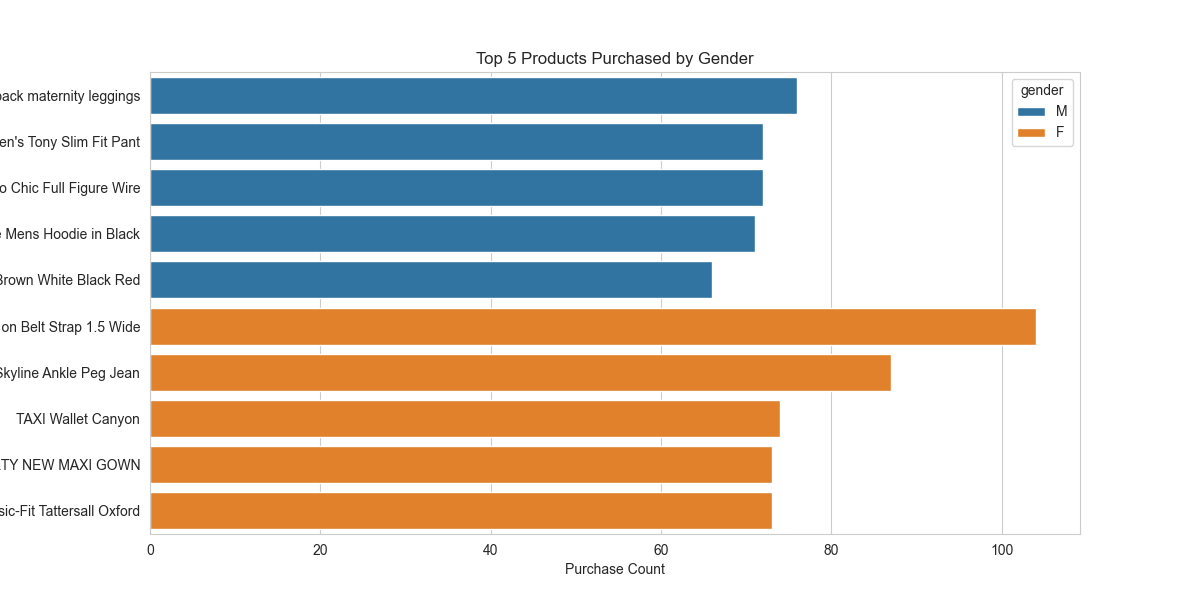 Top 5 Products Purchased by Gender
gender
M
F
back maternity leggings
en's Tony Slim Fit Pant
o Chic Full Figure Wire
e Mens Hoodie in Black
Brown White Black Red
on Belt Strap 1.5 Wide
Skyline Ankle Peg Jean
TAXI Wallet Canyon
TY NEW MAXI GOWN
sic-Fit Tattersall Oxford
0 20 40 60 80 100
Purchase Count